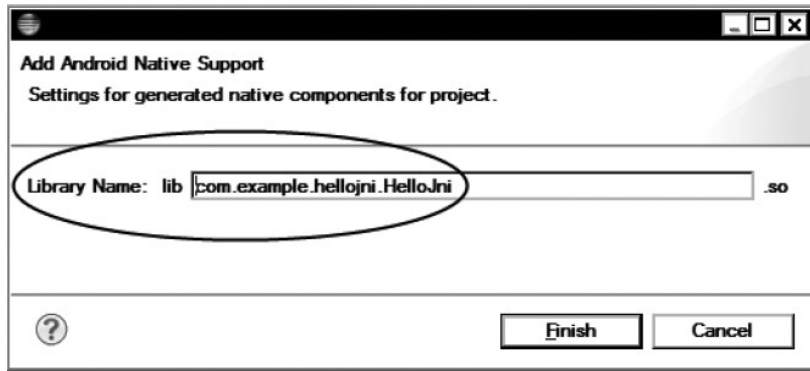 Add Android Native Support
Settings for generated native components for project.
Library Name: lib com.example.hellojni.HelloJni .so
?
Finish Cancel